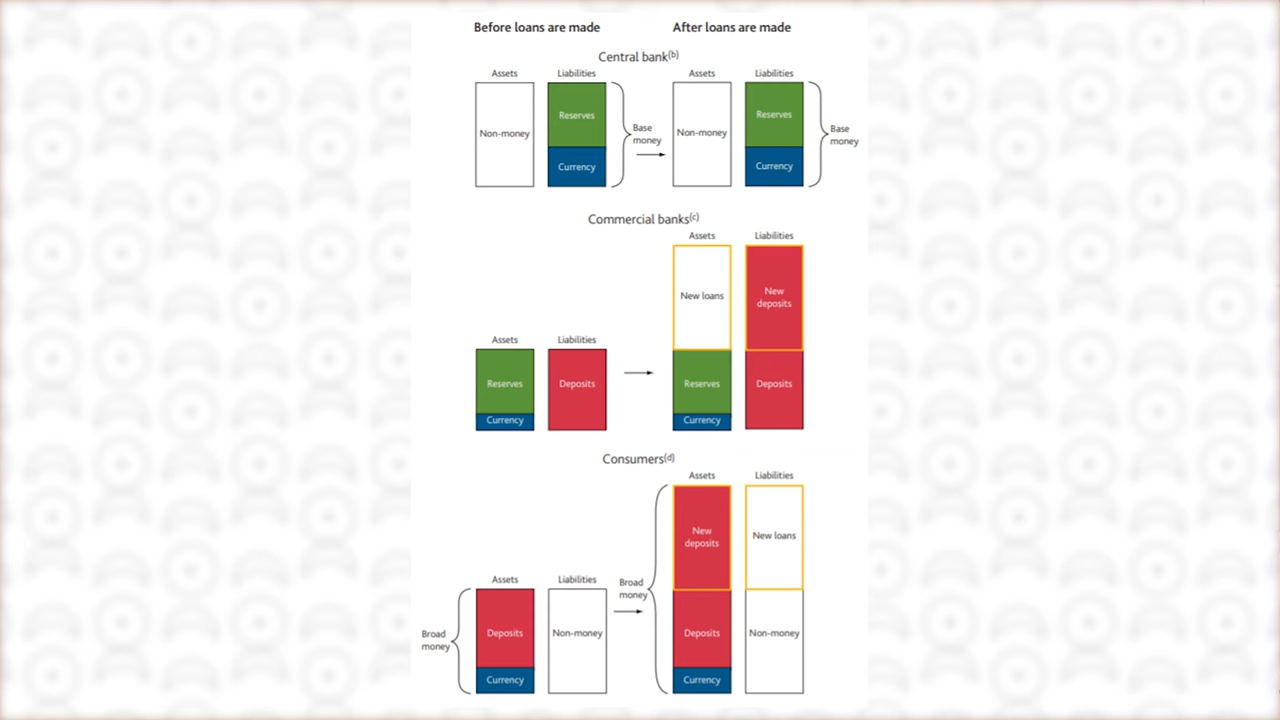 Before loans are made
After loans are made
Central bank(b)
Assets
Liabilities
Assets
Liabilities
Non-money
Reserves
Currency
Base
money
Non-money
Reserves
Currency
Base
money
Commercial banks(c)
Assets
Liabilities
New loans
New
deposits
Assets
Liabilities
Reserves
Deposits
Currency
Reserves
Deposits
Currency
Consumers(d)
Assets
Liabilities
New
deposits
New loans
Assets
Liabilities
Broad
money
Broad
money
Deposits
Non-money
Currency
Deposits
Non-money
Currency